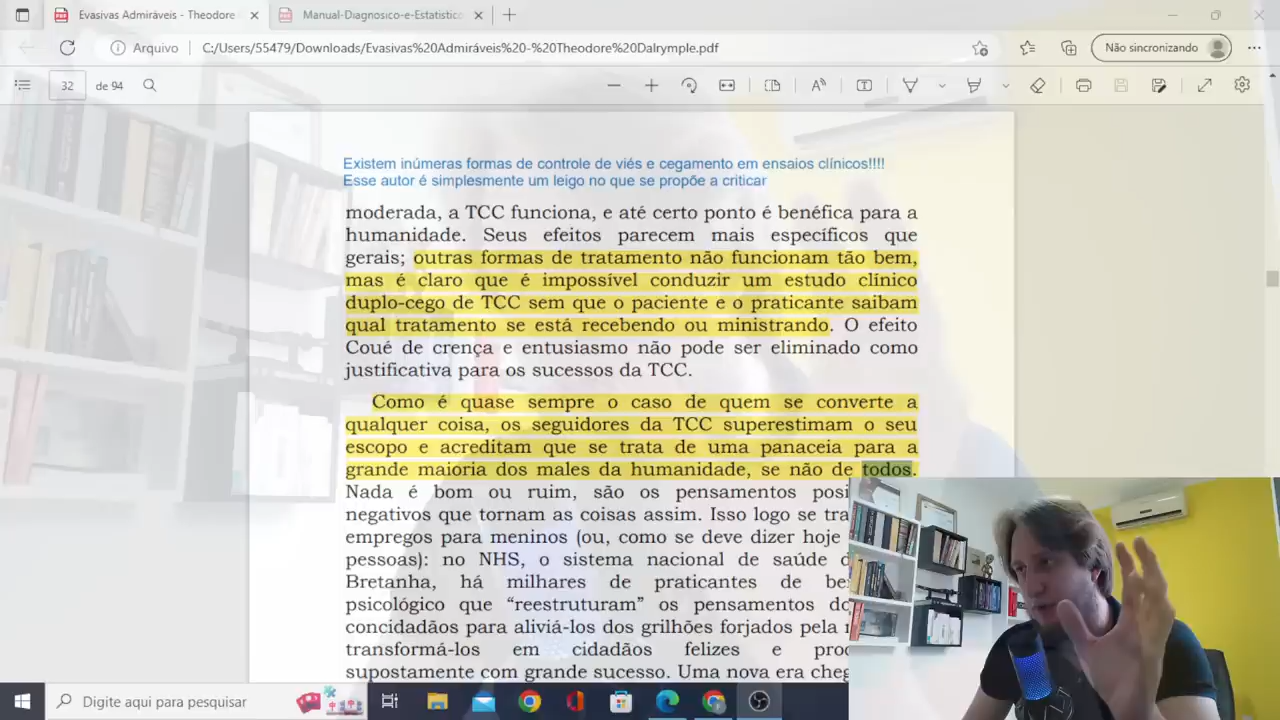 Evasivas Admiráveis - Theodore
Manual-Diagnosico-e-Estatistico
Arquivo
C:/Users/55479/Downloads/Evasivas%20Admiráveis%20-%20Theodore%20Dalrymple.pdf
Não sincronizando
32 de 94
Existem inúmeras formas de controle de viés e cegamento em ensaios clínicos!!!!
Esse autor é simplesmente um leigo no que se propõe a criticar
moderada, a TCC funciona, e até certo ponto é benéfica para a
humanidade. Seus efeitos parecem mais específicos que
gerais; outras formas de tratamento não funcionam tão bem,
mas é claro que é impossível conduzir um estudo clínico
duplo-cego de TCC sem que o paciente e o praticante saibam
qual tratamento se está recebendo ou ministrando. O efeito
Coué de crença e entusiasmo não pode ser eliminado como
justificativa para os sucessos da TCC.
Como é quase sempre o caso de quem se converte a
qualquer coisa, os seguidores da TCC superestimam o seu
escopo e acreditam que se trata de uma panaceia para a
grande maioria dos males da humanidade, se não de todos.
Nada é bom ou ruim, são os pensamentos posi
negativos que tornam as coisas assim. Isso logo se tra
empregos para meninos (ou, como se deve dizer hoje
pessoas): no NHS, o sistema nacional de saúde d
Bretanha, há milhares de praticantes de be
psicológico que “reestruturam” os pensamentos do
concidadãos para aliviá-los dos grilhões forjados pela
transformá-los em cidadãos felizes e proc
supostamente com grande sucesso. Uma nova era cheg
Digite aqui para pesquisar